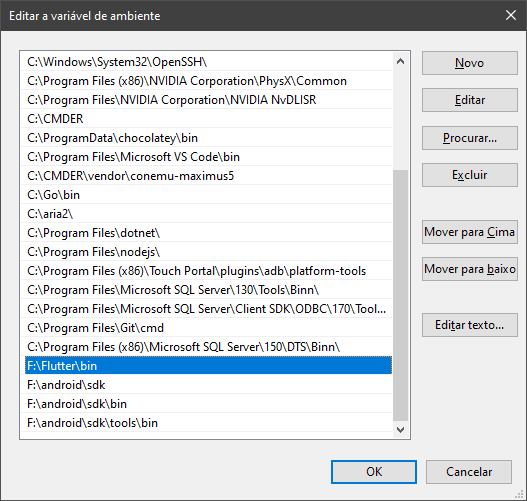 Editar a variável de ambiente
C:\Windows\System32\OpenSSH\
C:\Program Files (x86)\NVIDIA Corporation\PhysX\Common
C:\Program Files\NVIDIA Corporation\NVIDIA NvDLISR
C:\CMDER
C:\ProgramData\chocolatey\bin
C:\Program Files\Microsoft VS Code\bin
C:\CMDER\vendor\conemu-maximus5
C:\Go\bin
C:\aria2\
C:\Program Files\dotnet\
C:\Program Files\nodejs\
C:\Program Files (x86)\Touch Portal\plugins\adb\platform-tools
C:\Program Files\Microsoft SQL Server\130\Tools\Binn\
C:\Program Files\Microsoft SQL Server\Client SDK\ODBC\170\Tool...
C:\Program Files\Git\cmd
C:\Program Files (x86)\Microsoft SQL Server\150\DTS\Binn\
F:\Flutter\bin
F:\android\sdk
F:\android\sdk\bin
F:\android\sdk\tools\bin
Novo
Editar
Procurar...
Excluir
Mover para Cima
Mover para baixo
Editar texto...
OK
Cancelar